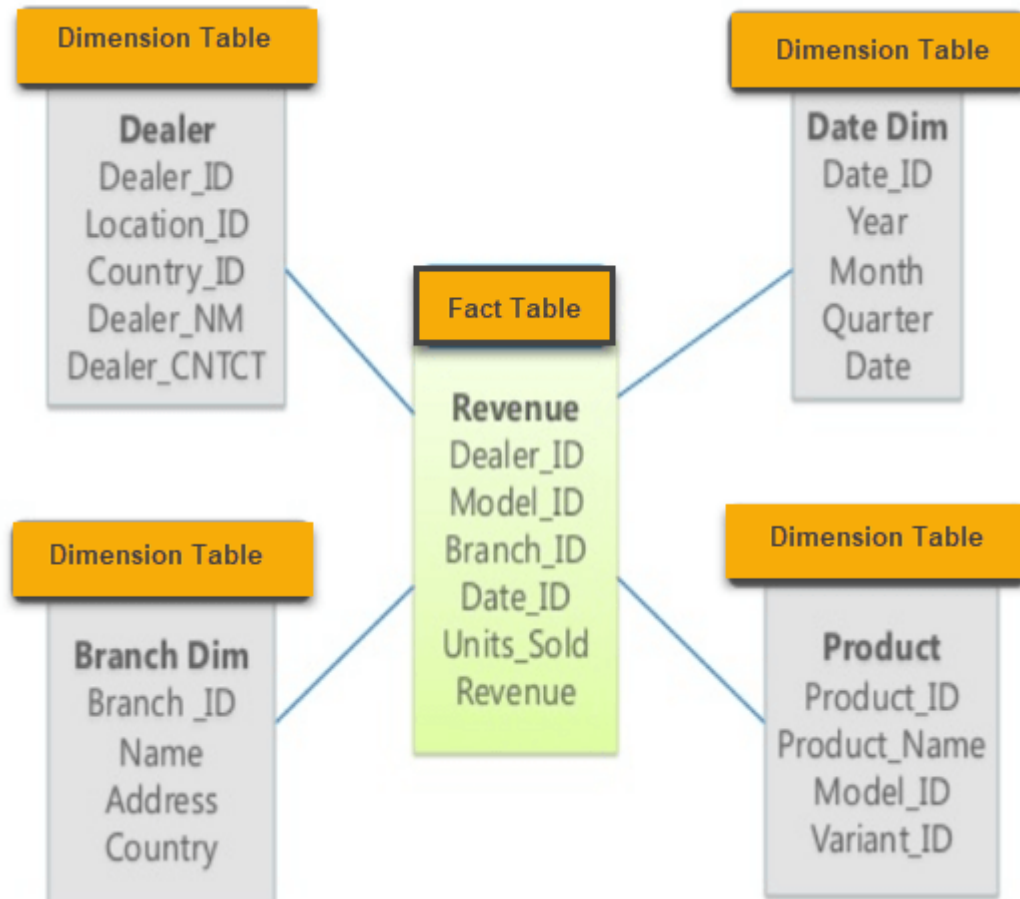 Dimension Table
Dealer
Dealer_ID
Location_ID
Country_ID
Dealer_NM
Dealer_CNTCT
Dimension Table
Date Dim
Date_ID
Year
Month
Quarter
Date
Fact Table
Revenue
Dealer_ID
Model_ID
Branch_ID
Date_ID
Units_Sold
Revenue
Dimension Table
Branch Dim
Branch _ID
Name
Address
Country
Dimension Table
Product
Product_ID
Product_Name
Model_ID
Variant_ID